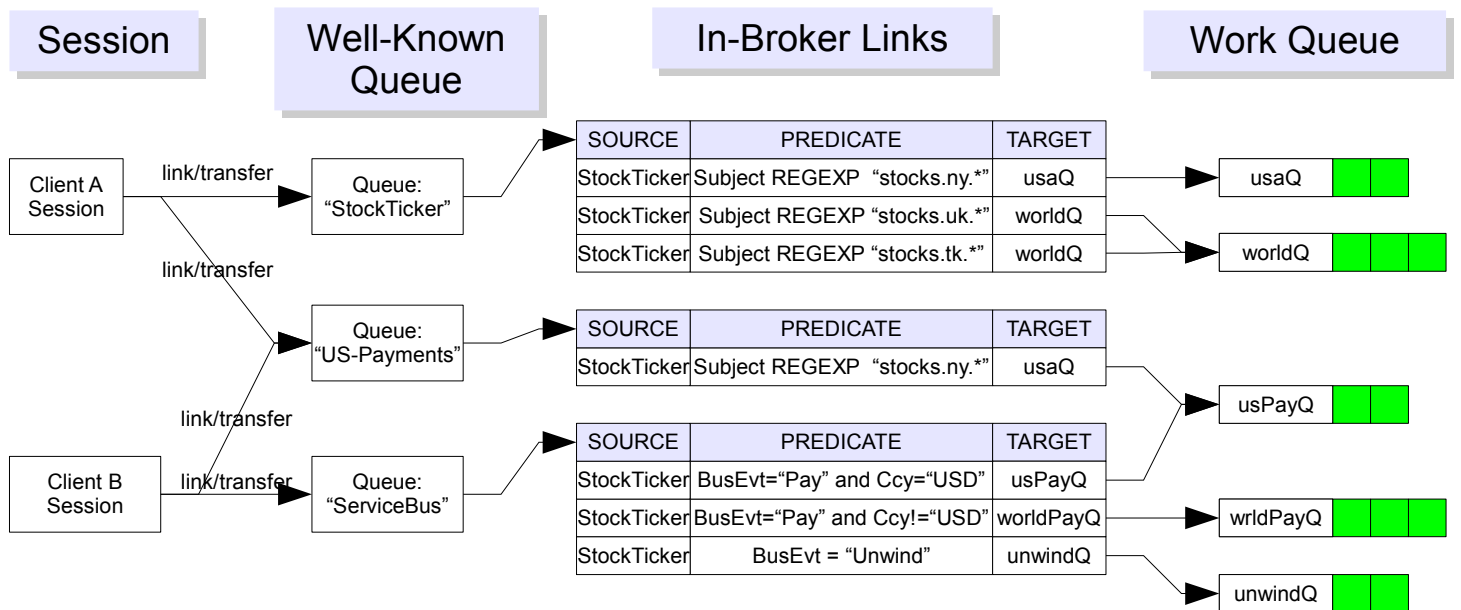 Session
Well-Known
Queue
In-Broker Links
Work Queue
Client A
Session
link/transfer
link/transfer
Queue:
“StockTicker”
SOURCE PREDICATE TARGET
StockTicker Subject REGEXP “stocks.ny.*” usaQ
StockTicker Subject REGEXP “stocks.uk.*” worldQ
StockTicker Subject REGEXP “stocks.tk.*” worldQ
usaQ
worldQ
Queue:
“US-Payments”
SOURCE PREDICATE TARGET
StockTicker Subject REGEXP “stocks.ny.*” usaQ
usPayQ
link/transfer
Client B
Session
link/transfer
Queue:
“ServiceBus”
SOURCE PREDICATE TARGET
StockTicker BusEvt=“Pay” and Ccy=“USD” usPayQ
StockTicker BusEvt=“Pay” and Ccy!=“USD” worldPayQ
StockTicker BusEvt = “Unwind” unwindQ
wrldPayQ
unwindQ